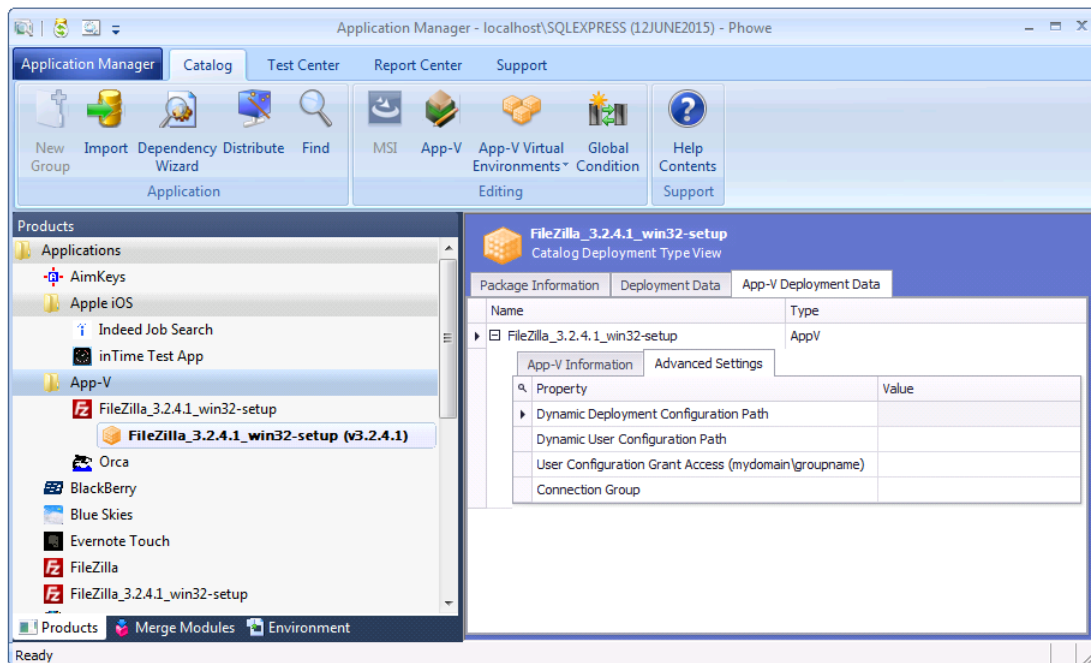 Application Manager - localhost\SQLEXPRESS (12JUNE2015) - Phowe
Application Manager Catalog Test Center Report Center Support
New Group Import Dependency Wizard Distribute Find MSI App-V App-V Virtual Environments Global Condition Help Contents
Application Editing Support
Products
Applications
AimKeys
Apple iOS
Indeed Job Search
inTime Test App
App-V
FileZilla_3.2.4.1_win32-setup
FileZilla_3.2.4.1_win32-setup (v3.2.4.1)
Orca
BlackBerry
Blue Skies
Evernote Touch
FileZilla
FileZilla_3.2.4.1_win32-setup
Products Merge Modules Environment
FileZilla_3.2.4.1_win32-setup
Catalog Deployment Type View
Package Information Deployment Data App-V Deployment Data
Name Type
FileZilla_3.2.4.1_win32-setup AppV
App-V Information Advanced Settings
Property Value
Dynamic Deployment Configuration Path
Dynamic User Configuration Path
User Configuration Grant Access (mydomain\groupname)
Connection Group
Ready